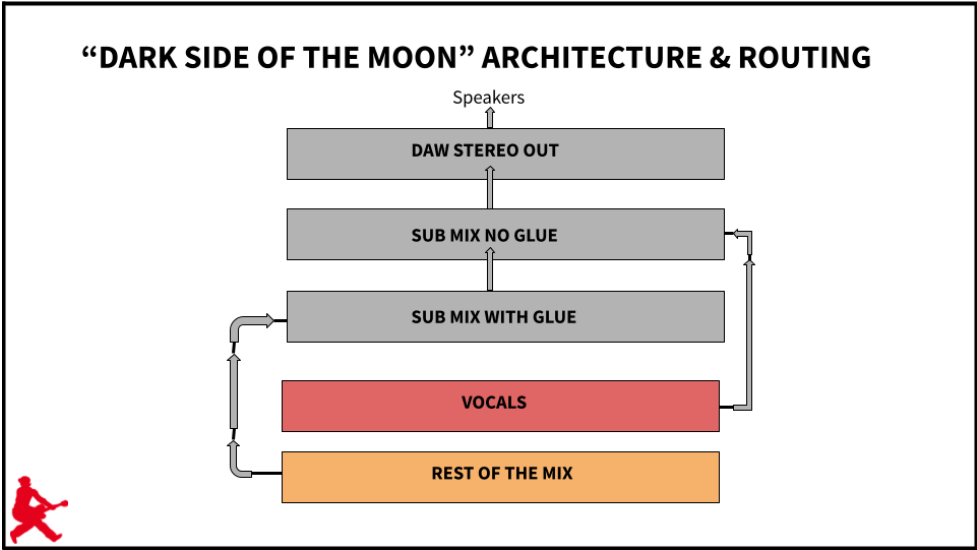 “DARK SIDE OF THE MOON” ARCHITECTURE & ROUTING
Speakers
DAW STEREO OUT
SUB MIX NO GLUE
SUB MIX WITH GLUE
VOCALS
REST OF THE MIX